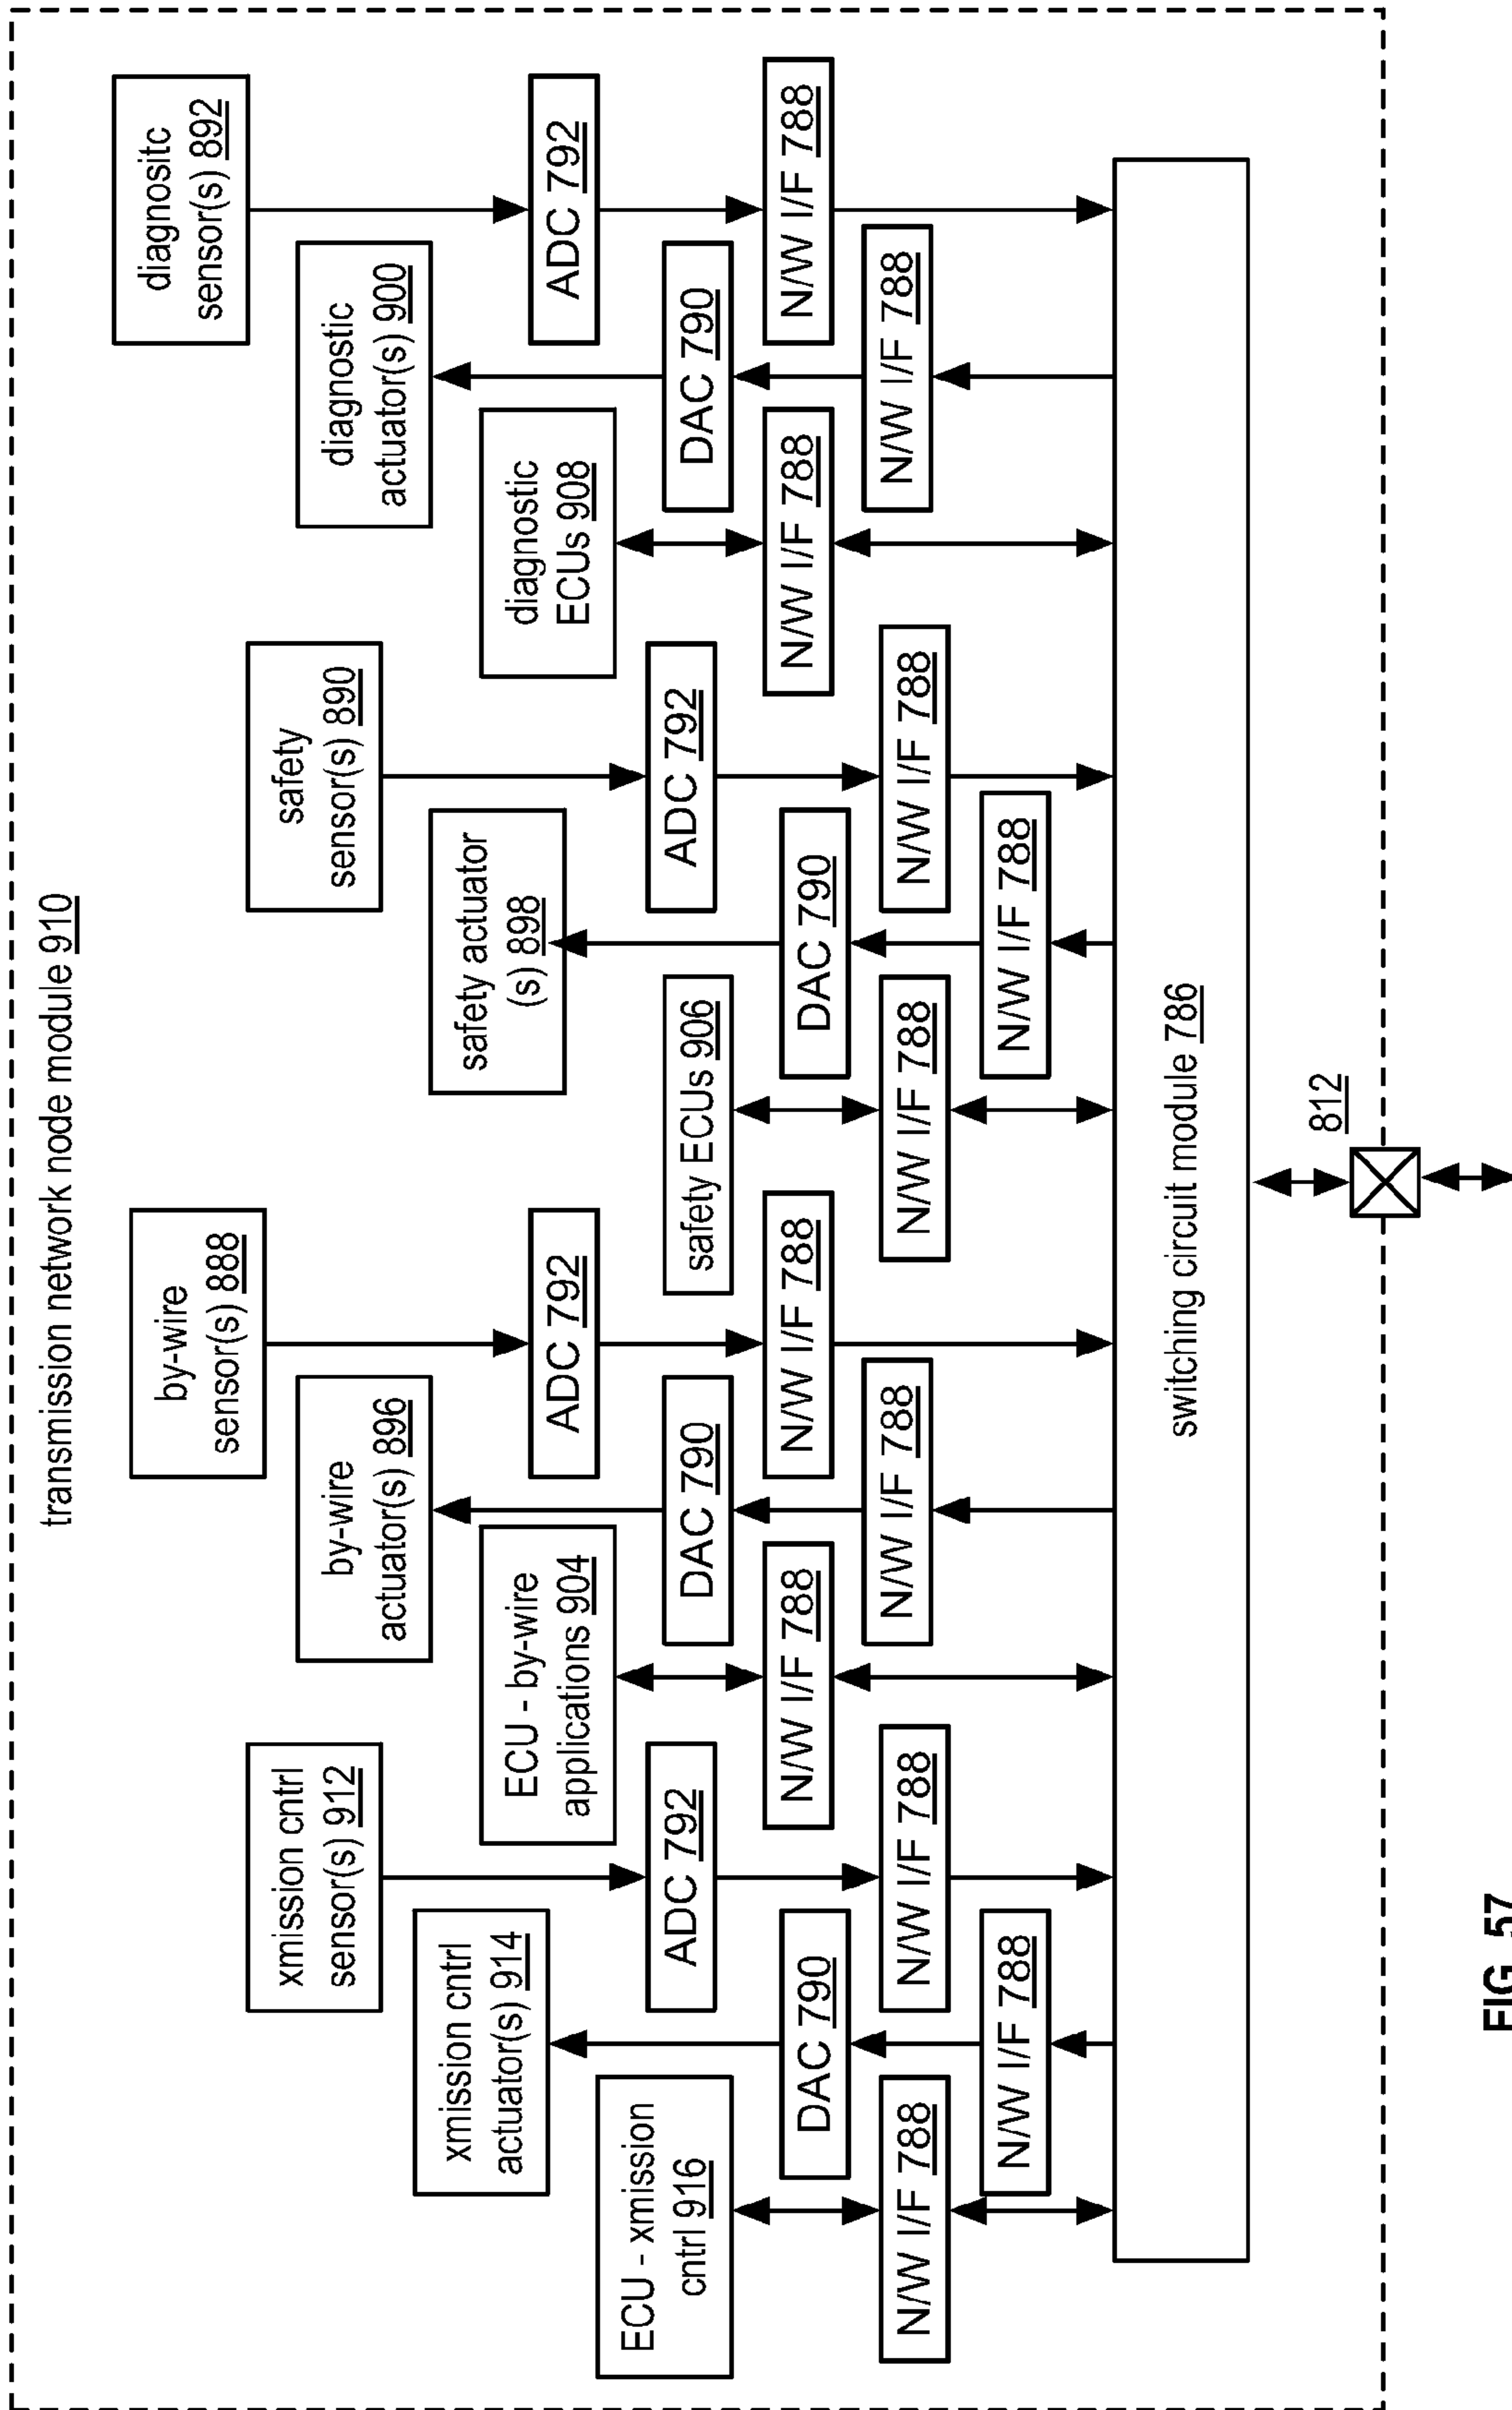 transmission network node module 910
xmission cntrl
sensor(s) 912
xmission cntrl
actuator(s) 914
ECU - xmission
cntrl 916
ADC 792
DAC 790
N/W I/F 788
N/W I/F 788
N/W I/F 788
by-wire
sensor(s) 888
by-wire
actuator(s) 896
ECU - by-wire
applications 904
ADC 792
DAC 790
N/W I/F 788
N/W I/F 788
N/W I/F 788
safety
sensor(s) 890
safety actuator
(s) 898
safety ECUs 906
ADC 792
DAC 790
N/W I/F 788
N/W I/F 788
N/W I/F 788
diagnositc
sensor(s) 892
diagnostic
actuator(s) 900
diagnostic
ECUs 908
ADC 792
DAC 790
N/W I/F 788
N/W I/F 788
N/W I/F 788
switching circuit module 786
812
FIG. 57